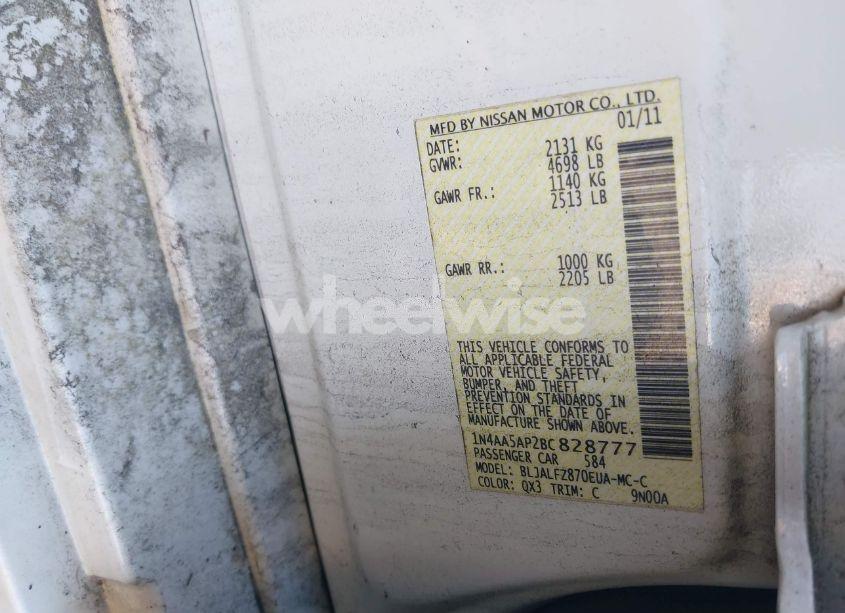 MFD BY NISSAN MOTOR CO., LTD.
DATE: 01/11
GVWR: 2131 KG
4698 LB
GAWR FR.: 1140 KG
2513 LB
GAWR RR.: 1000 KG
2205 LB
wheelwise
THIS VEHICLE CONFORMS TO
ALL APPLICABLE FEDERAL
MOTOR VEHICLE SAFETY,
BUMPER, AND THEFT
PREVENTION STANDARDS IN
EFFECT ON THE DATE OF
MANUFACTURE SHOWN ABOVE.
1N4AA5AP2BC828777
PASSENGER CAR 584
MODEL: BLJALFZ870EUA-MC-C
COLOR: QX3 TRIM: C 9N00A